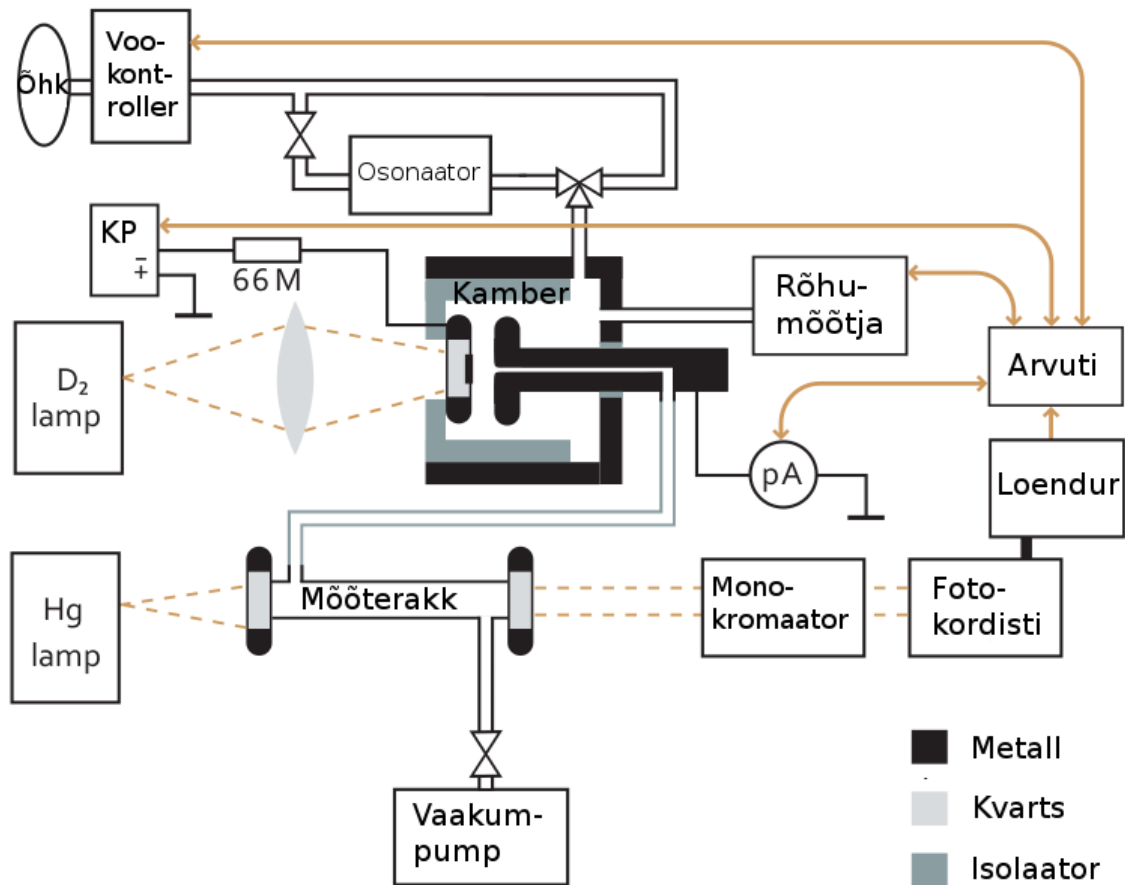 Õhk
Voo-
kont-
roller
Osonaator
KP
-
+
66 M
Kamber
Rõhu-
mõõtja
D₂
lamp
Arvuti
pA
Loendur
Hg
lamp
Mõõterakk
Mono-
kromaator
Foto-
kordisti
Vaakum-
pump
Metall
Kvarts
Isolaator